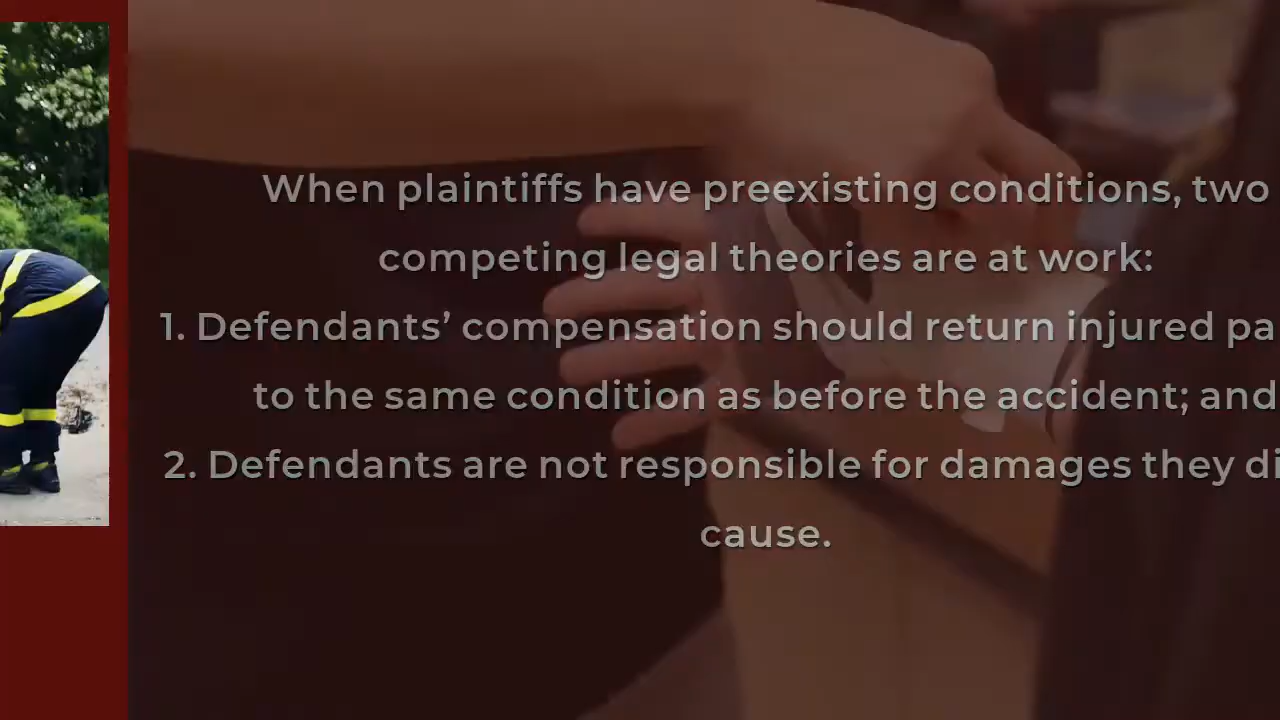 When plaintiffs have preexisting conditions, two
competing legal theories are at work:
1. Defendants’ compensation should return injured pa
to the same condition as before the accident; and
2. Defendants are not responsible for damages they di
cause.